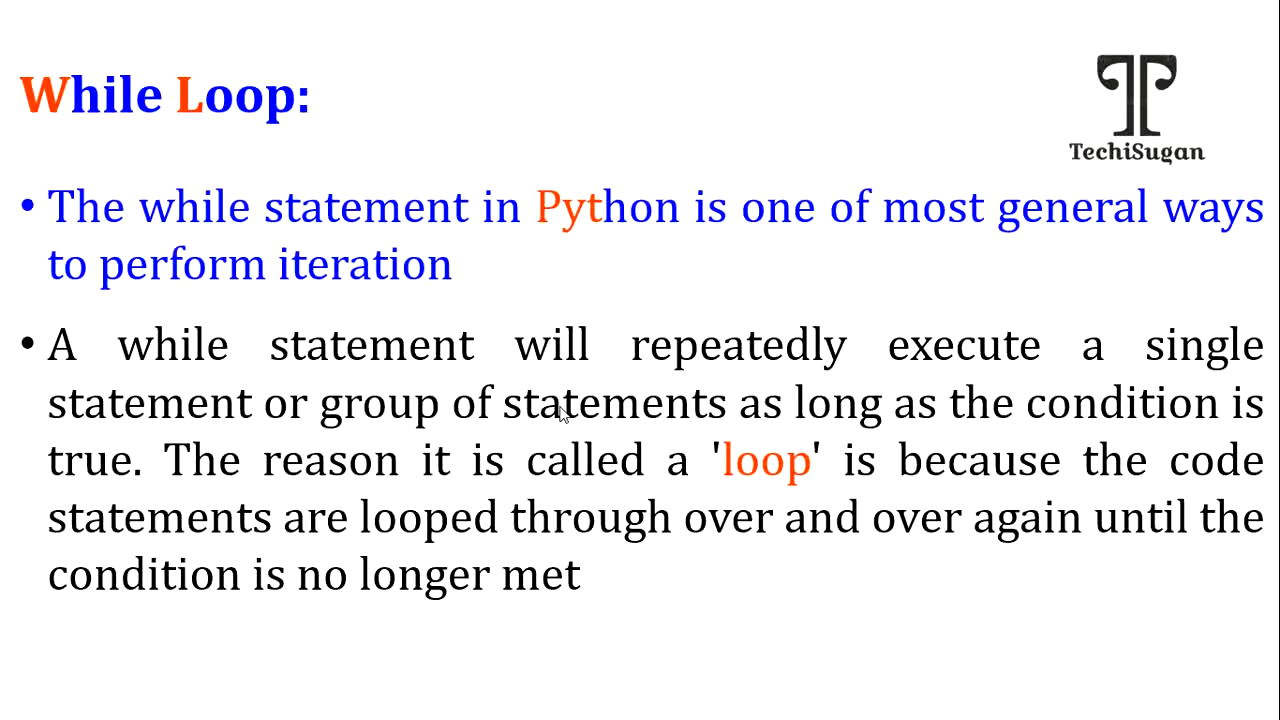 While Loop:
TechiSugan
• The while statement in Python is one of most general ways
to perform iteration
• A while statement will repeatedly execute a single
statement or group of statements as long as the condition is
true. The reason it is called a 'loop' is because the code
statements are looped through over and over again until the
condition is no longer met